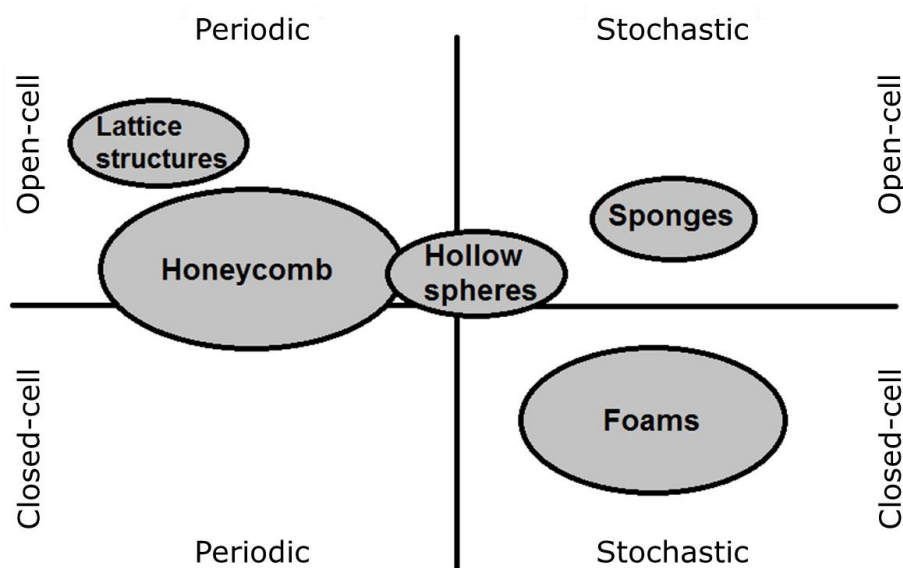 Periodic
Stochastic
Open-cell
Open-cell
Lattice
structures
Sponges
Honeycomb
Hollow
spheres
Closed-cell
Closed-cell
Foams
Periodic
Stochastic